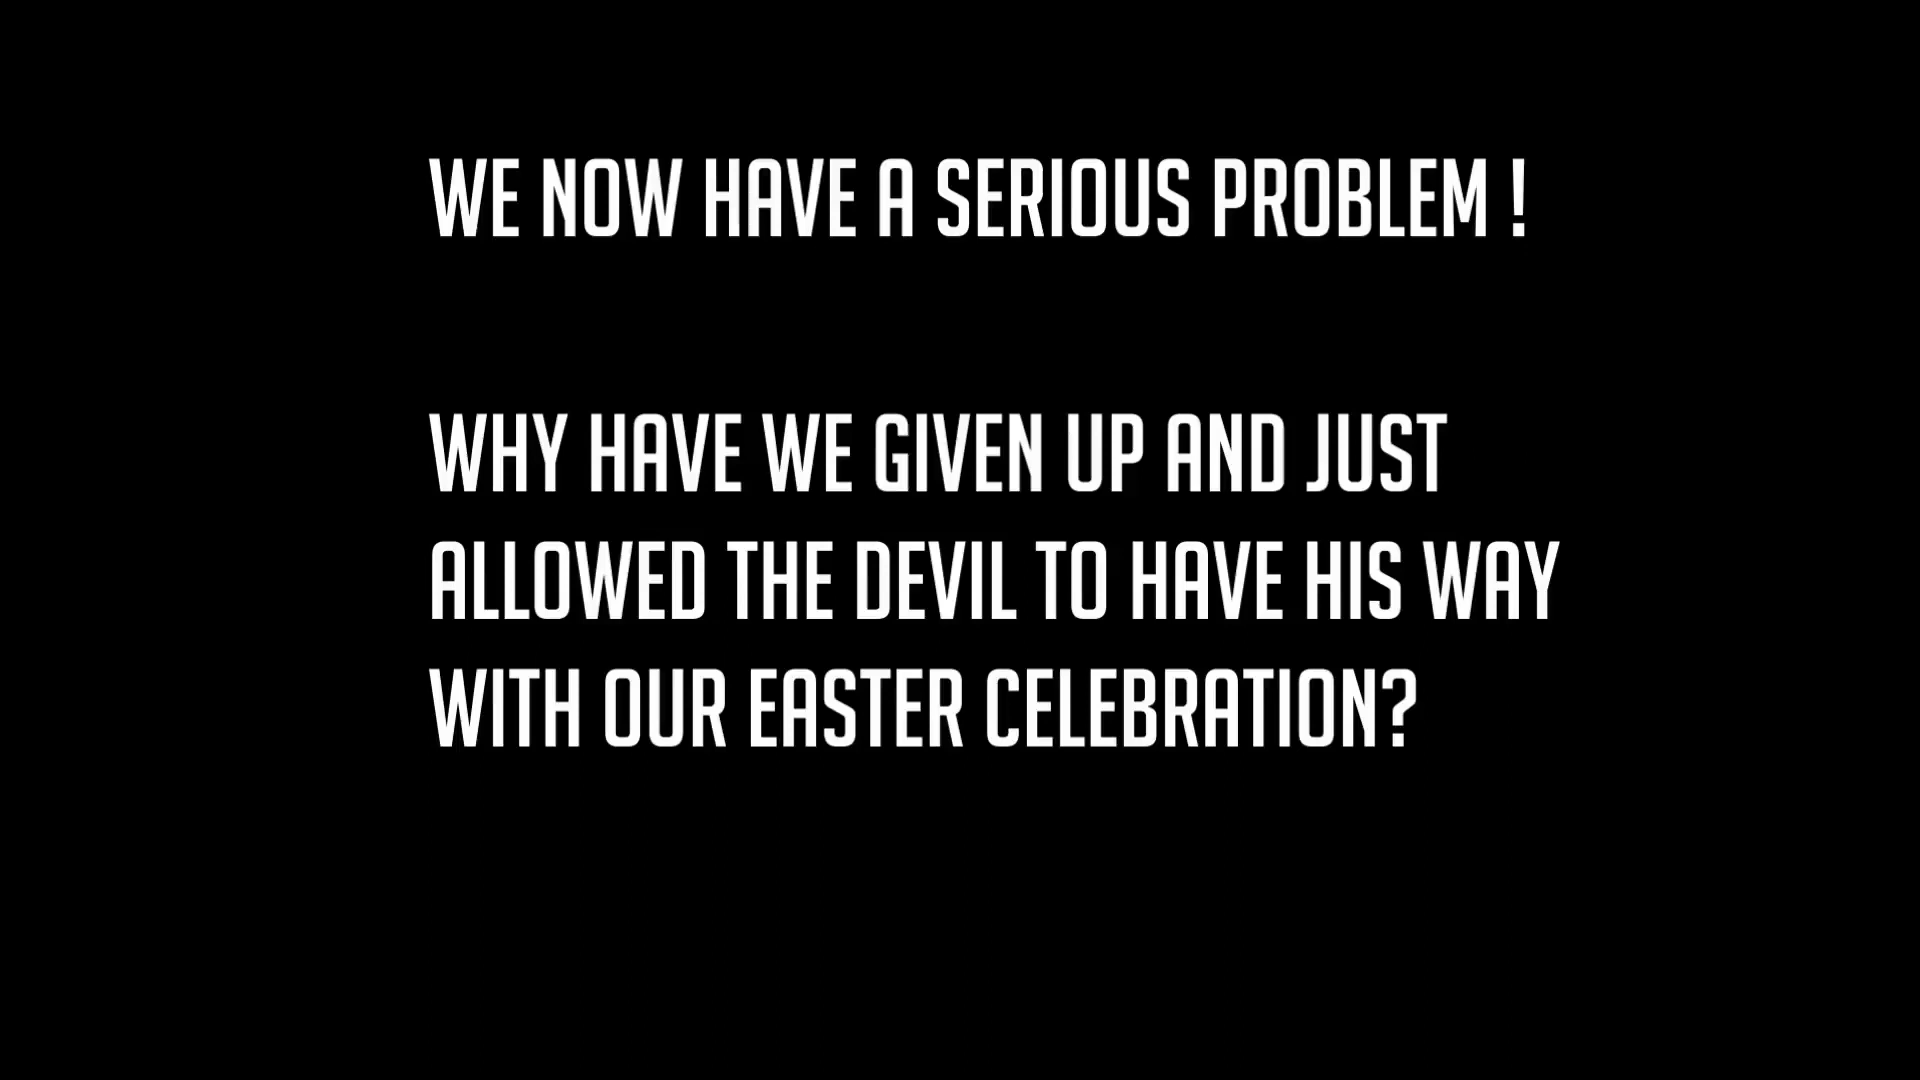 WE NOW HAVE A SERIOUS PROBLEM !
WHY HAVE WE GIVEN UP AND JUST
ALLOWED THE DEVIL TO HAVE HIS WAY
WITH OUR EASTER CELEBRATION?